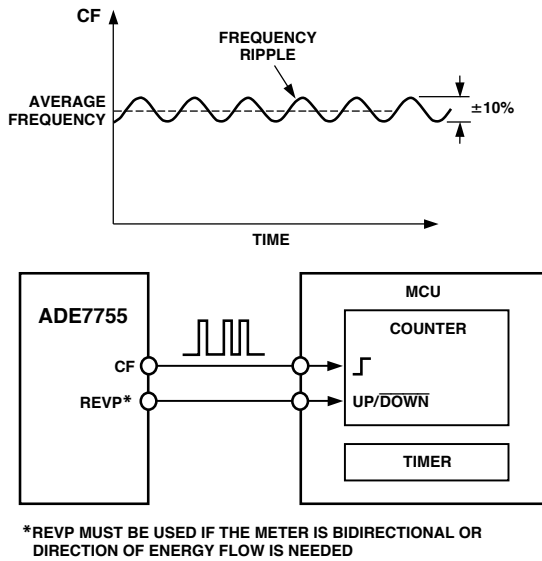 CF
FREQUENCY
RIPPLE
AVERAGE
FREQUENCY
±10%
TIME
ADE7755
CF
REVP*
MCU
COUNTER
UP/DOWN
TIMER
*REVP MUST BE USED IF THE METER IS BIDIRECTIONAL OR
DIRECTION OF ENERGY FLOW IS NEEDED